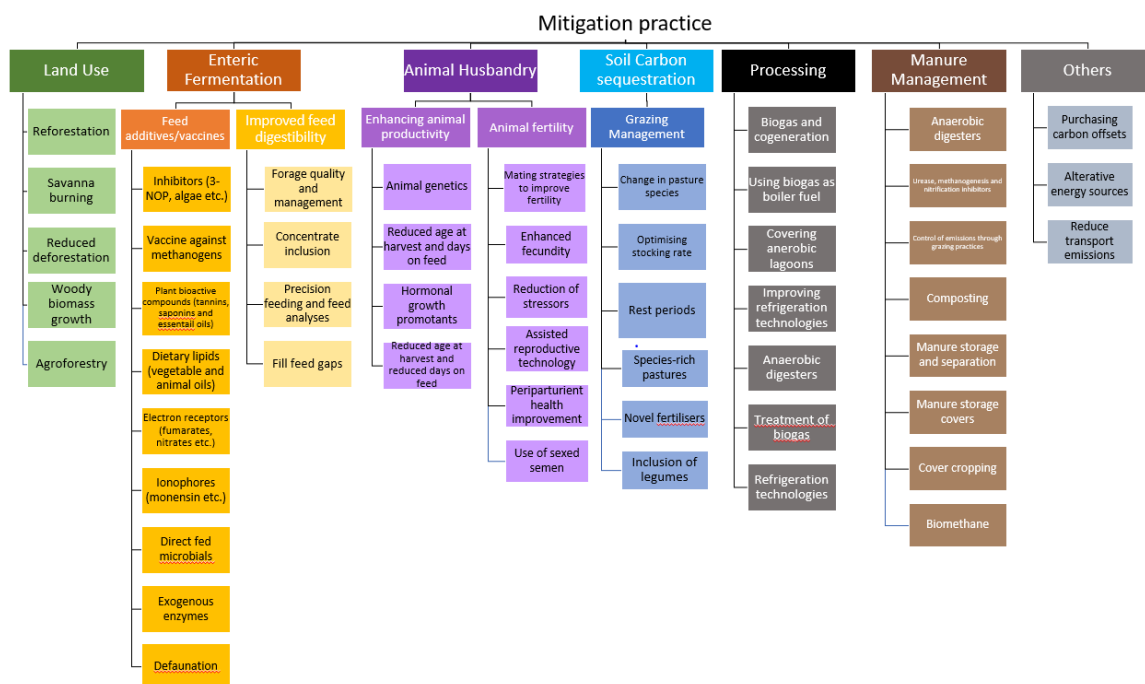 Mitigation practice
Land Use
Reforestation
Savanna
burning
Reduced
deforestation
Woody
biomass
growth
Agroforestry
Enteric
Fermentation
Feed
additives/vaccines
Inhibitors (3-
NOP, algae etc.)
Vaccine against
methanogens
Plant bioactive
compounds (tannins,
saponins and
essentail oils)
Dietary lipids
(vegetable and
animal oils)
Electron receptors
(fumarates,
nitrates etc.)
Ionophores
(monensin etc.)
Direct fed
microbials
Exogenous
enzymes
Defaunation
Improved feed
digestibility
Forage quality
and
management
Concentrate
inclusion
Precision
feeding and feed
analyses
Fill feed gaps
Animal Husbandry
Enhancing animal
productivity
Animal genetics
Reduced age at
harvest and days
on feed
Hormonal
growth
promotants
Reduced age at
harvest and
reduced days on
feed
Animal fertility
Mating strategies to
improve
fertility
Enhanced
fecundity
Reduction of
stressors
Assisted
reproductive
technology
Periparturient
health
improvement
Use of sexed
semen
Soil Carbon
sequestration
Grazing
Management
Change in pasture
species
Optimising
stocking rate
Rest periods
Species-rich
pastures
Novel fertilisers
Inclusion of
legumes
Processing
Biogas and
cogeneration
Using biogas as
boiler fuel
Covering
anerobic
lagoons
Improving
refrigeration
technologies
Anaerobic
digesters
Treatment of
biogas
Refrigeration
technologies
Manure
Management
Anaerobic
digesters
Urease, methanogenesis and
nitrification inhibitors
Control of emissions through
grazing practices
Composting
Manure storage
and separation
Manure storage
covers
Cover cropping
Biomethane
Others
Purchasing
carbon offsets
Alterative
energy sources
Reduce
transport
emissions